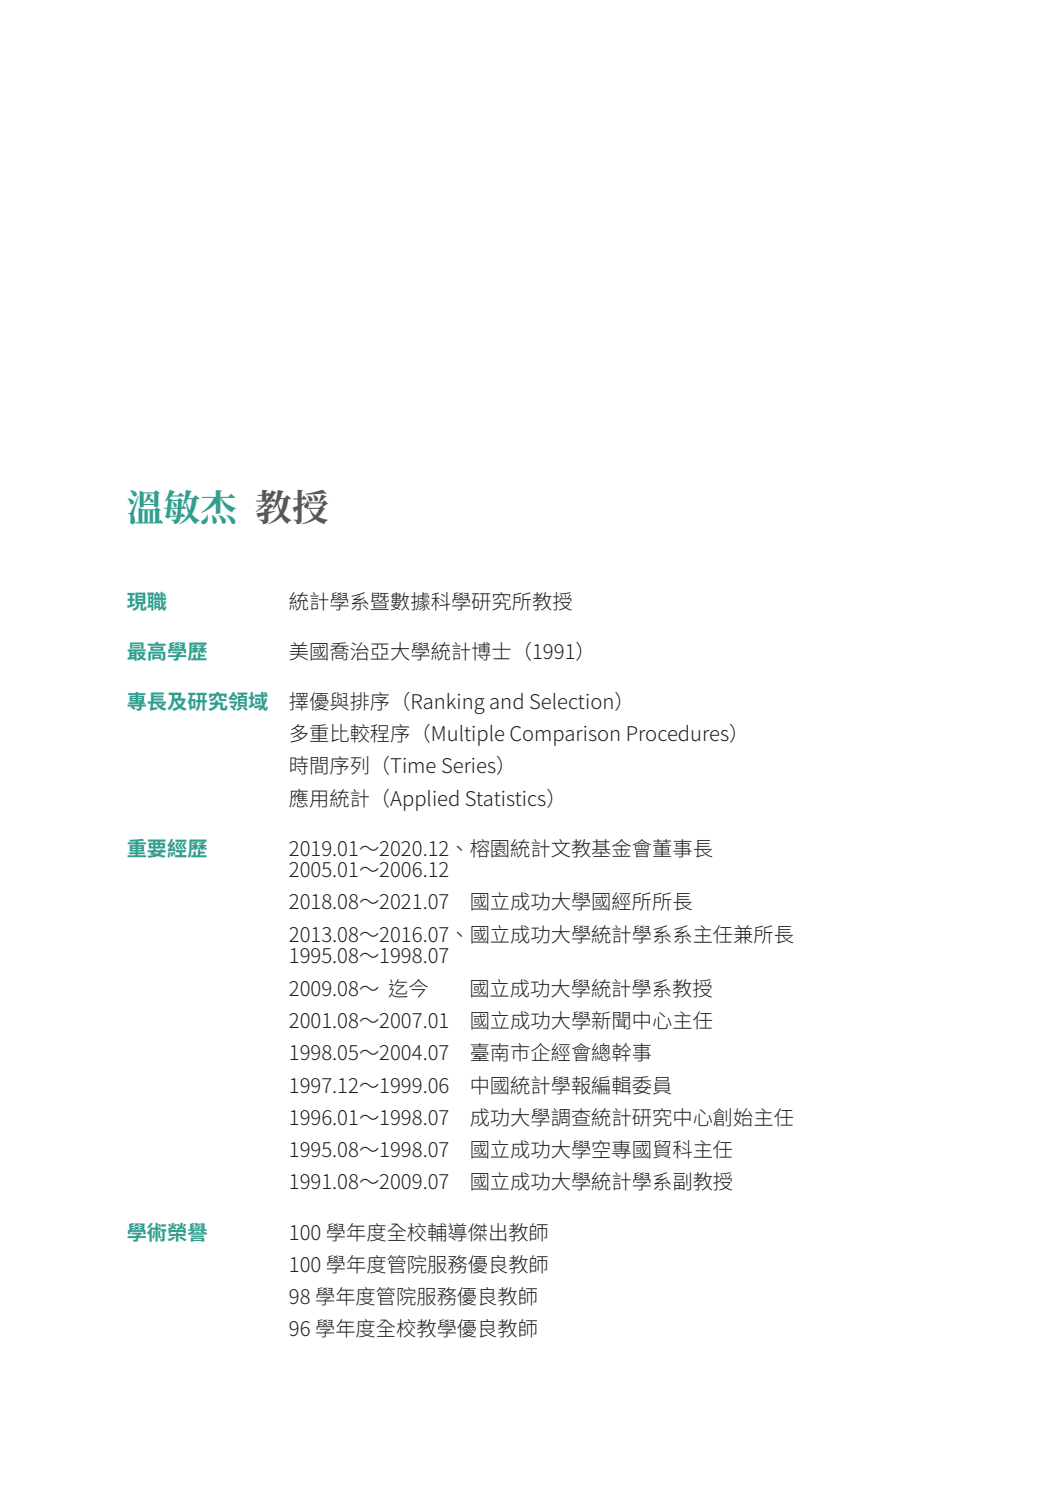 溫敏杰 教授
現職 統計學系暨數據科學研究所教授
最高學歷 美國喬治亞大學統計博士（1991）
專長及研究領域 擇優與排序（Ranking and Selection）
多重比較程序（Multiple Comparison Procedures）
時間序列（Time Series）
應用統計（Applied Statistics）
重要經歷 2019.01～2020.12、榕園統計文教基金會董事長
2005.01～2006.12
2018.08～2021.07 國立成功大學國經所所長
2013.08～2016.07、國立成功大學統計學系系主任兼所長
1995.08～1998.07
2009.08～ 迄今 國立成功大學統計學系教授
2001.08～2007.01 國立成功大學新聞中心主任
1998.05～2004.07 臺南市企經會總幹事
1997.12～1999.06 中國統計學報編輯委員
1996.01～1998.07 成功大學調查統計研究中心創始主任
1995.08～1998.07 國立成功大學空專國貿科主任
1991.08～2009.07 國立成功大學統計學系副教授
學術榮譽 100 學年度全校輔導傑出教師
100 學年度管院服務優良教師
98 學年度管院服務優良教師
96 學年度全校教學優良教師